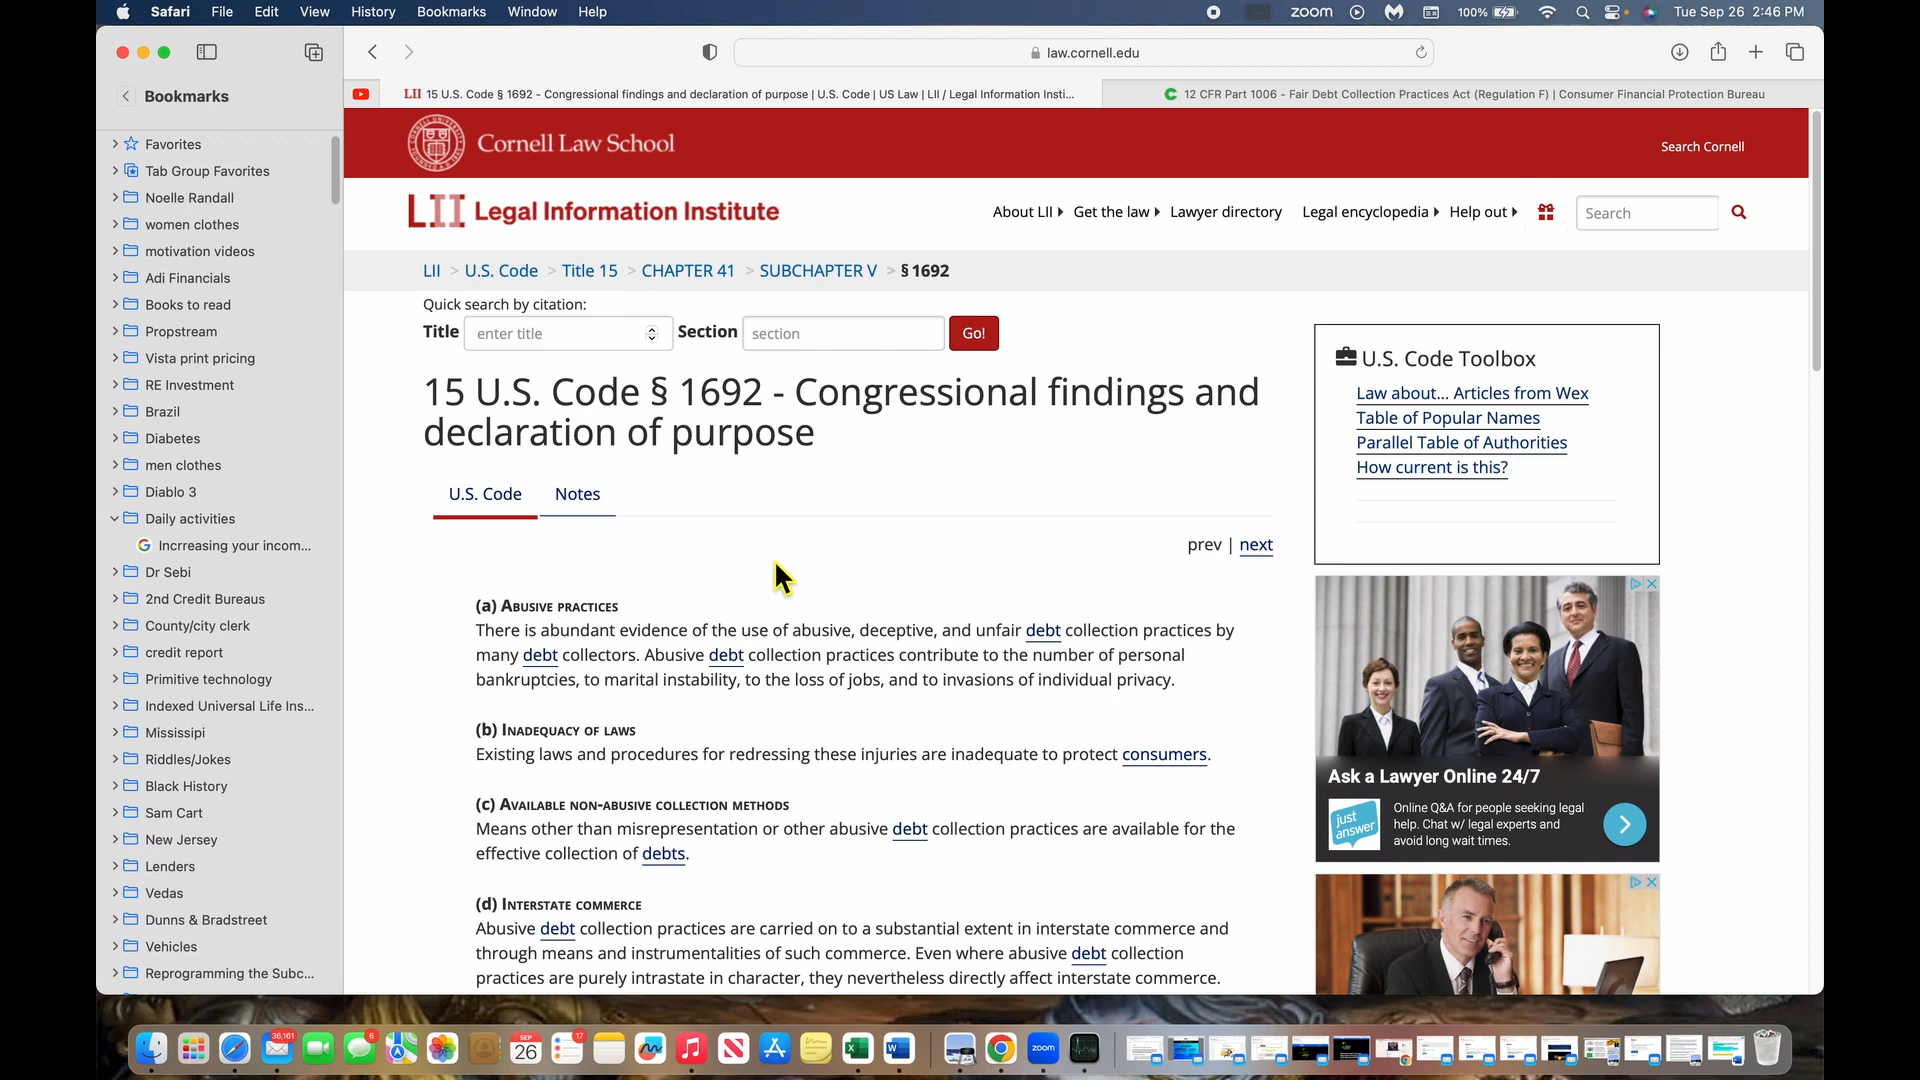 Safari File Edit View History Bookmarks Window Help
zoom 100% Tue Sep 26 2:46 PM
law.cornell.edu
Bookmarks
LII 15 U.S. Code § 1692 - Congressional findings and declaration of purpose | U.S. Code | US Law | LII / Legal Information Insti...
12 CFR Part 1006 - Fair Debt Collection Practices Act (Regulation F) | Consumer Financial Protection Bureau
Favorites
Tab Group Favorites
Noelle Randall
women clothes
motivation videos
Adi Financials
Books to read
Propstream
Vista print pricing
RE Investment
Brazil
Diabetes
men clothes
Diablo 3
Daily activities
Incrreasing your incom...
Dr Sebi
2nd Credit Bureaus
County/city clerk
credit report
Primitive technology
Indexed Universal Life Ins...
Mississipi
Riddles/Jokes
Black History
Sam Cart
New Jersey
Lenders
Vedas
Dunns & Bradstreet
Vehicles
Reprogramming the Subc...
Cornell Law School
Search Cornell
LII Legal Information Institute
About LII Get the law Lawyer directory Legal encyclopedia Help out Search
LII > U.S. Code > Title 15 > CHAPTER 41 > SUBCHAPTER V > § 1692
Quick search by citation:
Title enter title Section section Go!
15 U.S. Code § 1692 - Congressional findings and
declaration of purpose
U.S. Code Notes
prev | next
(a) ABUSIVE PRACTICES
There is abundant evidence of the use of abusive, deceptive, and unfair debt collection practices by
many debt collectors. Abusive debt collection practices contribute to the number of personal
bankruptcies, to marital instability, to the loss of jobs, and to invasions of individual privacy.
(b) INADEQUACY OF LAWS
Existing laws and procedures for redressing these injuries are inadequate to protect consumers.
(c) AVAILABLE NON-ABUSIVE COLLECTION METHODS
Means other than misrepresentation or other abusive debt collection practices are available for the
effective collection of debts.
(d) INTERSTATE COMMERCE
Abusive debt collection practices are carried on to a substantial extent in interstate commerce and
through means and instrumentalities of such commerce. Even where abusive debt collection
practices are purely intrastate in character, they nevertheless directly affect interstate commerce.
U.S. Code Toolbox
Law about... Articles from Wex
Table of Popular Names
Parallel Table of Authorities
How current is this?
Ask a Lawyer Online 24/7
just
answer
Online Q&A for people seeking legal
help. Chat w/ legal experts and
avoid long wait times.
36,161
6
SEP
26
17
zoom